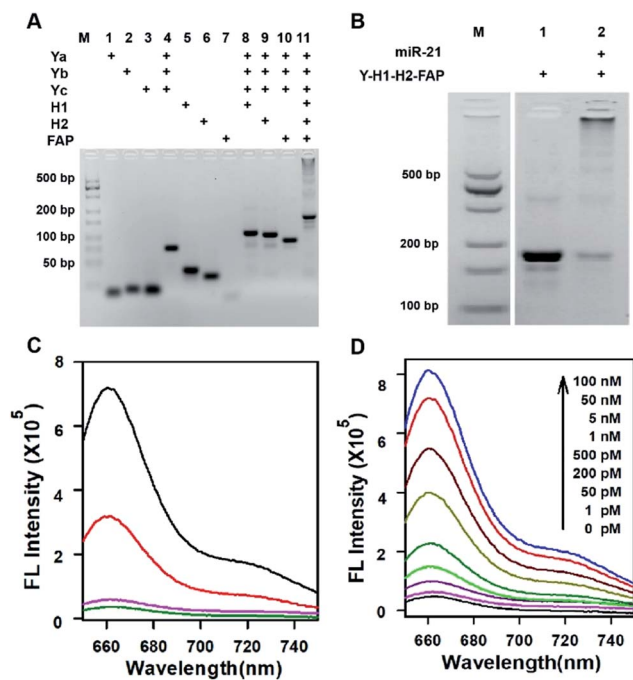 A
M 1 2 3 4 5 6 7 8 9 10 11
Ya + + + + + +
Yb + + + + + +
Yc + + + + + +
H1 + + +
H2 + + +
FAP + + +
500 bp
200 bp
100 bp
50 bp
B
M 1 2
miR-21 +
Y-H1-H2-FAP + +
500 bp
200 bp
100 bp
C
8
6
4
2
0
FL Intensity (X10⁵)
660 680 700 720 740
Wavelength(nm)
D
8
6
4
2
0
FL Intensity (X10⁵)
100 nM
50 nM
5 nM
1 nM
500 pM
200 pM
50 pM
1 pM
0 pM
660 680 700 720 740
Wavelength(nm)